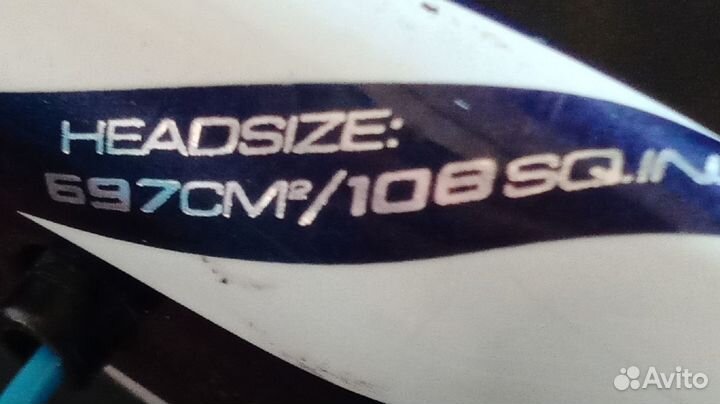 HEADSIZE:
697CM²/108 SQ.IN.
Avito